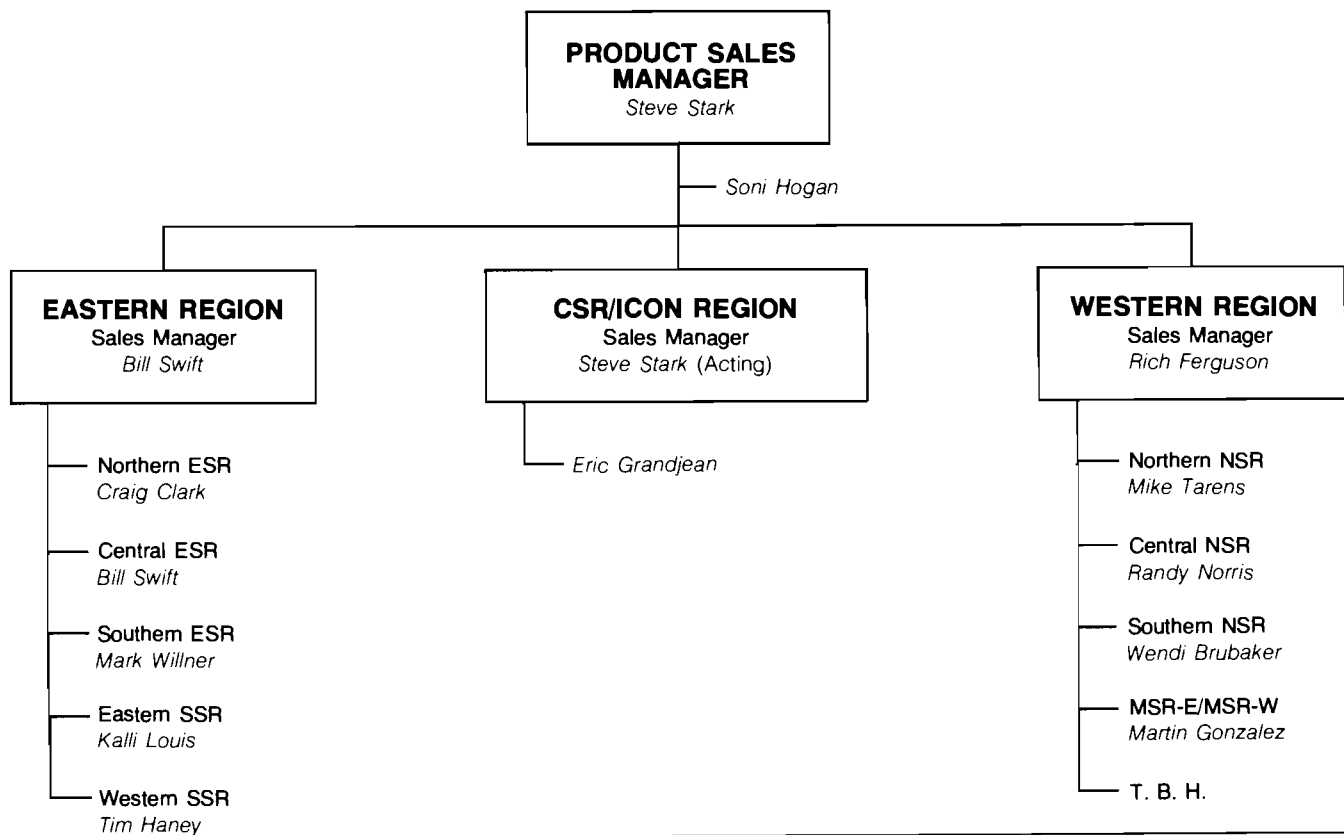 PRODUCT SALES
MANAGER
Steve Stark
Soni Hogan
EASTERN REGION
Sales Manager
Bill Swift
CSR/ICON REGION
Sales Manager
Steve Stark (Acting)
WESTERN REGION
Sales Manager
Rich Ferguson
Northern ESR
Craig Clark
Central ESR
Bill Swift
Southern ESR
Mark Willner
Eastern SSR
Kalli Louis
Western SSR
Tim Haney
Eric Grandjean
Northern NSR
Mike Tarens
Central NSR
Randy Norris
Southern NSR
Wendi Brubaker
MSR-E/MSR-W
Martin Gonzalez
T. B. H.